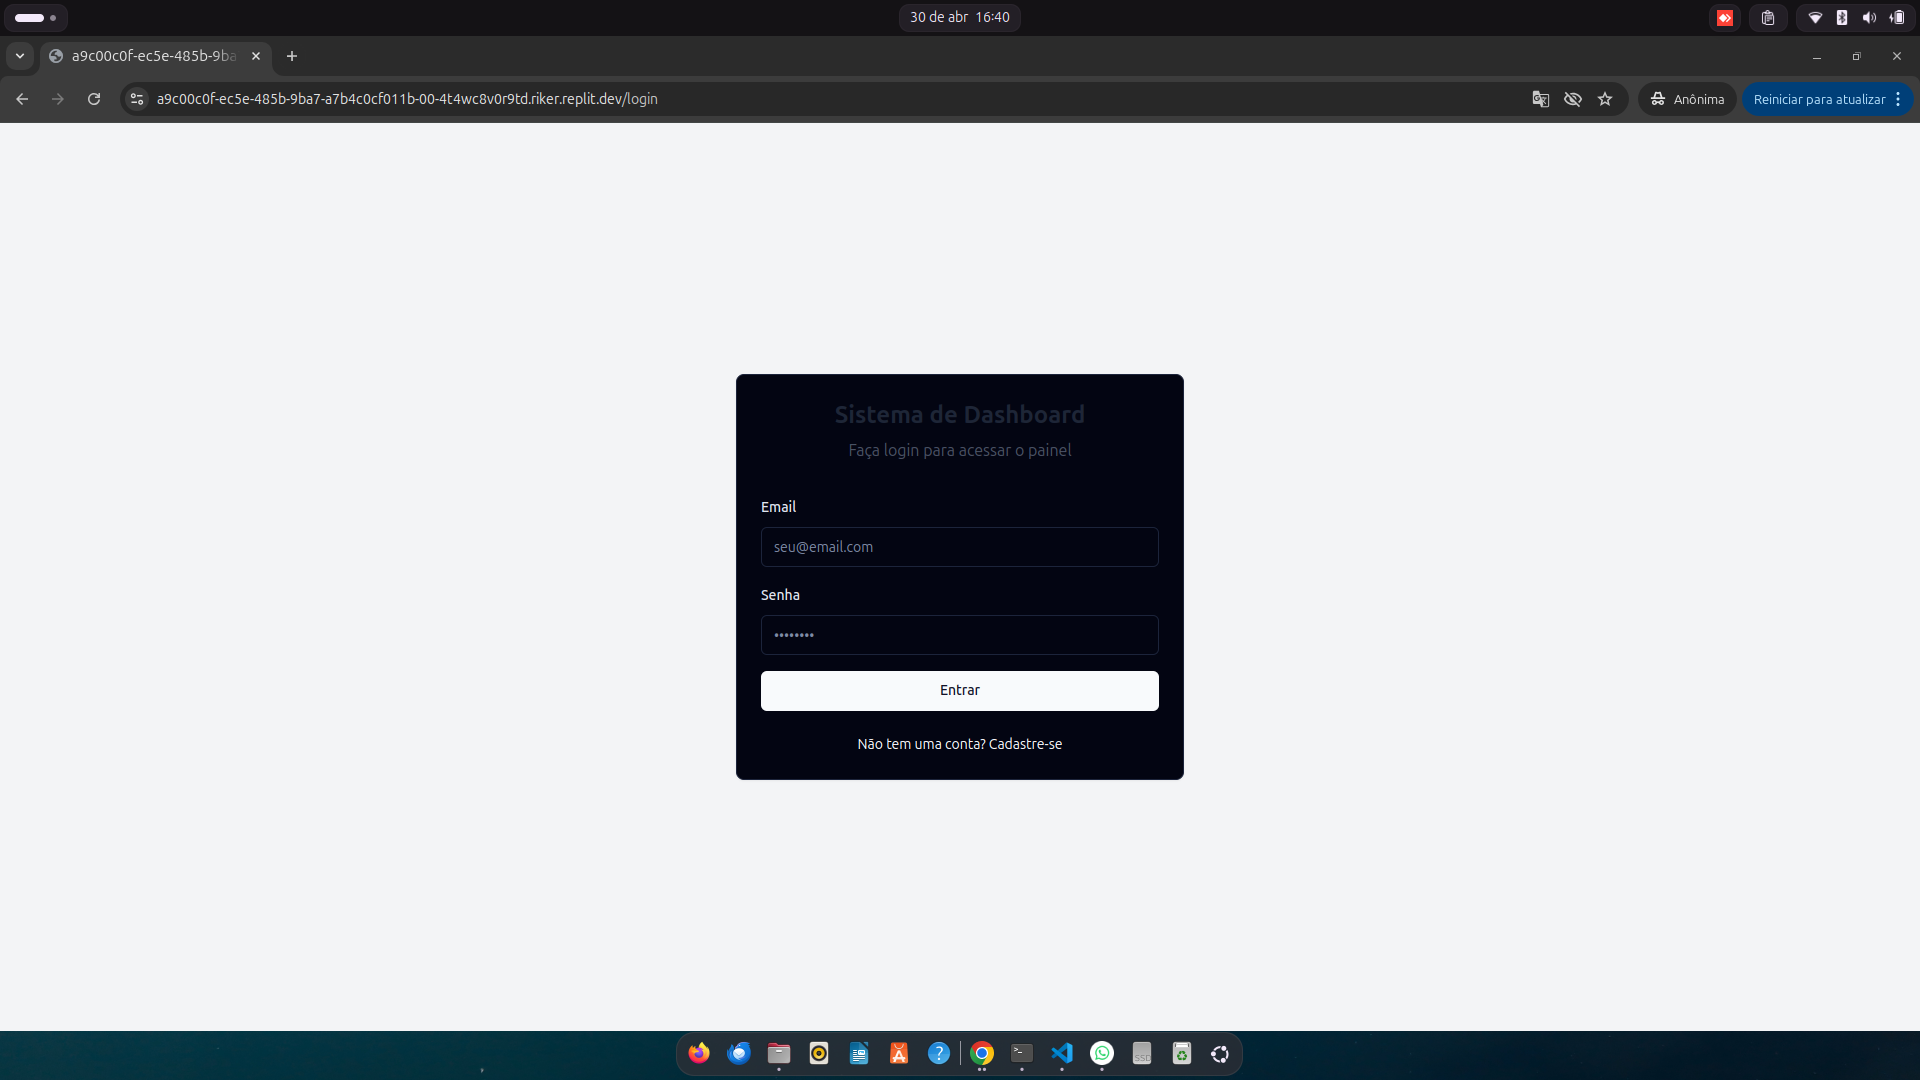 30 de abr 16:40
a9c00c0f-ec5e-485b-9ba
a9c00c0f-ec5e-485b-9ba7-a7b4c0cf011b-00-4t4wc8v0r9td.riker.replit.dev/login
Anônima
Reiniciar para atualizar
Sistema de Dashboard
Faça login para acessar o painel
Email
seu@email.com
Senha
••••••••
Entrar
Não tem uma conta? Cadastre-se
SSD